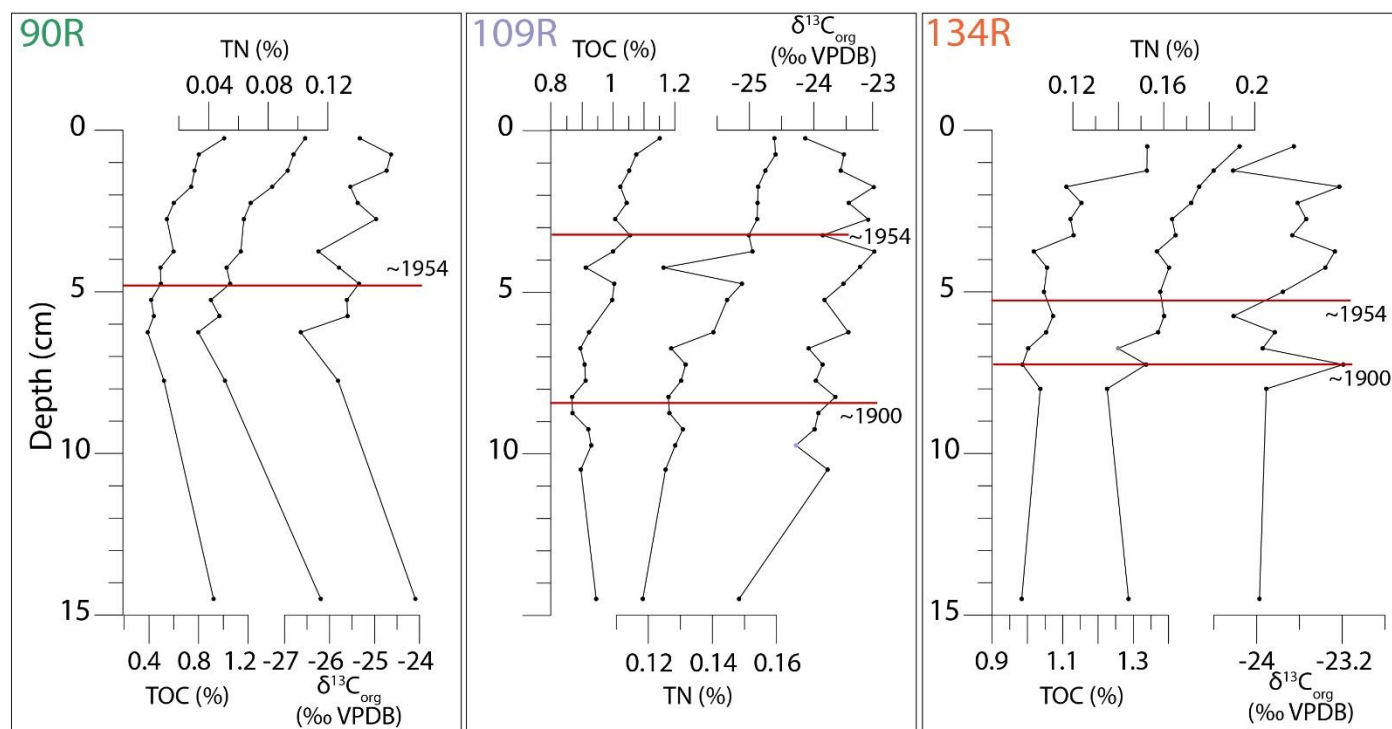 90R
TN (%)
0.04 0.08 0.12
0
5
10
15
Depth (cm)
~1954
0.4 0.8 1.2 -27 -26 -25 -24
TOC (%)
δ¹³Corg
(‰ VPDB)
109R
TOC (%)
δ¹³Corg
(‰ VPDB)
0.8 1 1.2 -25 -24 -23
0
~1954
5
~1900
10
15
0.12 0.14 0.16
TN (%)
134R
TN (%)
0.12 0.16 0.2
0
5
~1954
~1900
10
15
0.9 1.1 1.3 -24 -23.2
TOC (%)
δ¹³Corg
(‰ VPDB)